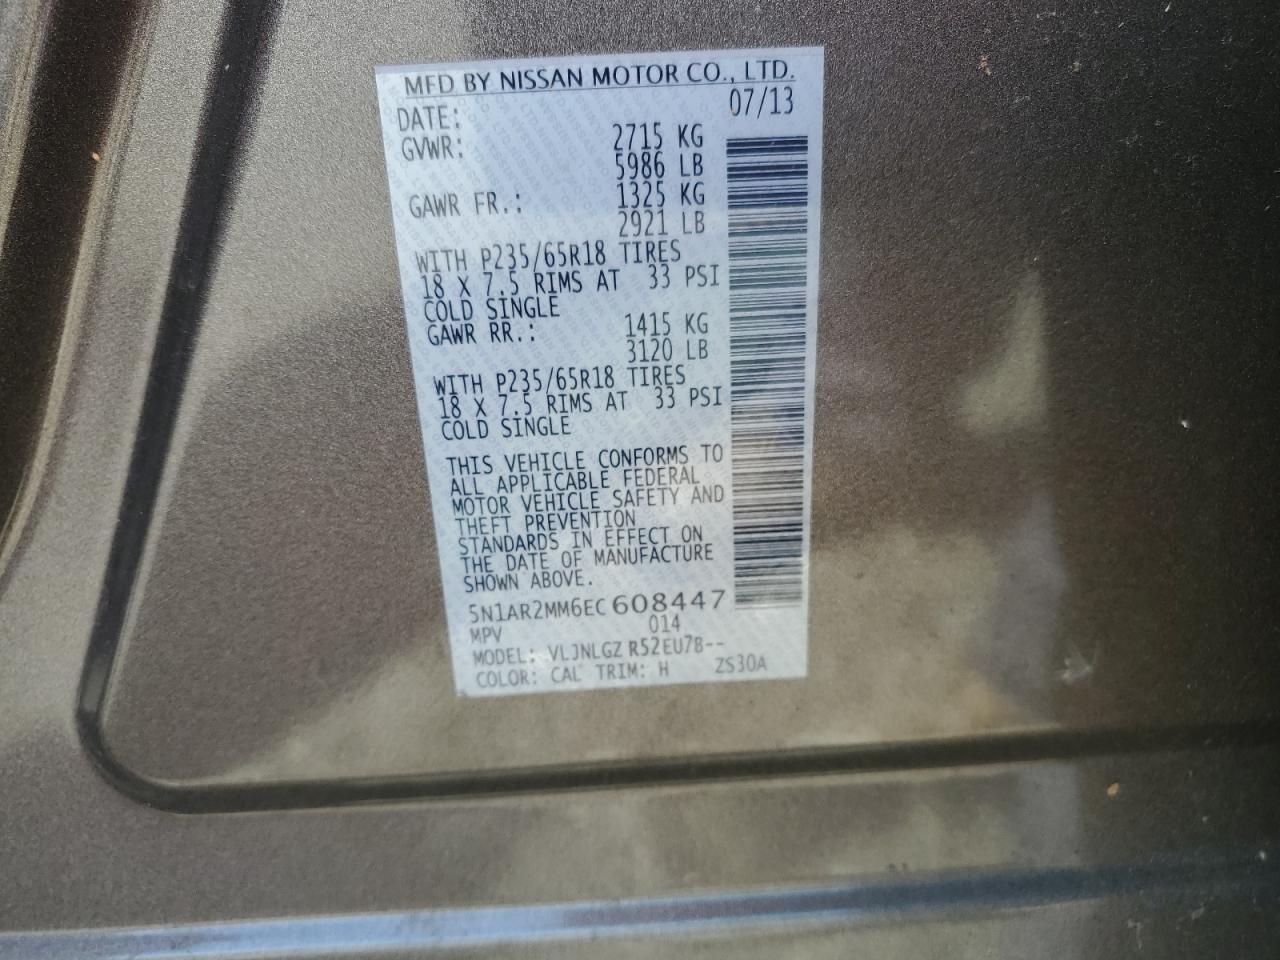 MFD BY NISSAN MOTOR CO., LTD.
DATE: 07/13
GVWR: 2715 KG
5986 LB
GAWR FR.: 1325 KG
2921 LB
WITH P235/65R18 TIRES
18 X 7.5 RIMS AT 33 PSI
COLD SINGLE
GAWR RR.: 1415 KG
3120 LB
WITH P235/65R18 TIRES
18 X 7.5 RIMS AT 33 PSI
COLD SINGLE
THIS VEHICLE CONFORMS TO
ALL APPLICABLE FEDERAL
MOTOR VEHICLE SAFETY AND
THEFT PREVENTION
STANDARDS IN EFFECT ON
THE DATE OF MANUFACTURE
SHOWN ABOVE.
5N1AR2MM6EC608447
MPV 014
MODEL: VLJNLGZ R52EU7B--
COLOR: CAL TRIM: H ZS30A